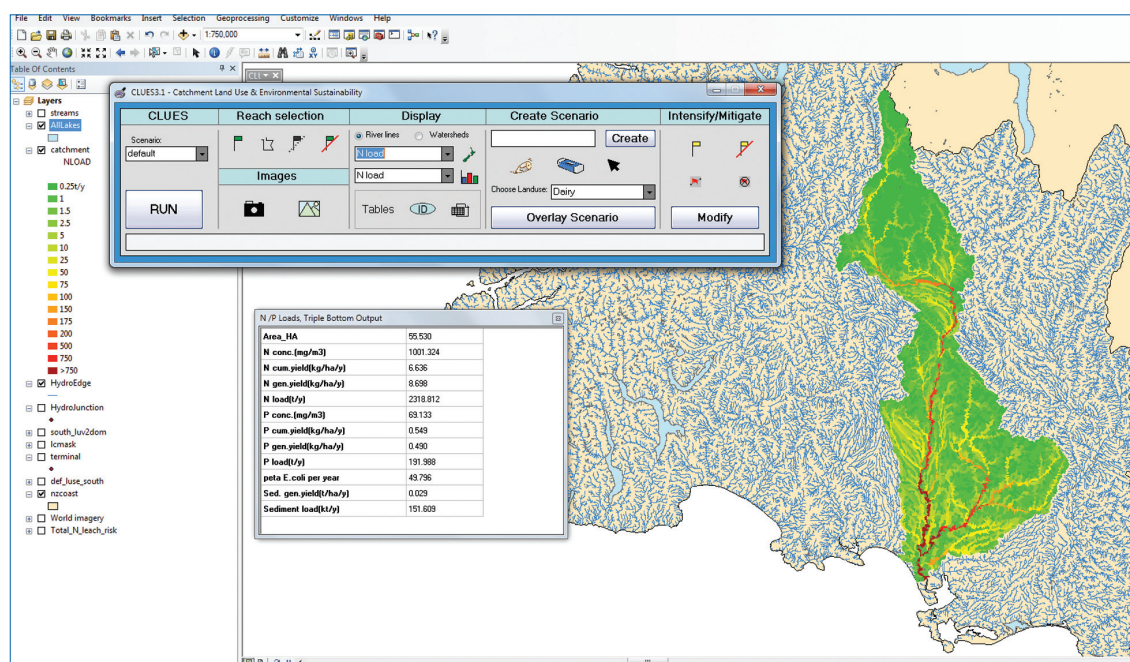 File Edit View Bookmarks Insert Selection Geoprocessing Customize Windows Help
1:750,000
Table Of Contents
Layers
streams
AllLakes
catchment
NLOAD
0.25t/y
1
1.5
2.5
5
10
25
50
75
100
150
175
200
500
750
>750
HydroEdge
HydroJunction
south_luv2dom
lcmask
terminal
def_luse_south
nzcoast
World imagery
Total_N_leach_risk
CLUES3.1 - Catchment Land Use & Environmental Sustainability
CLUES Reach selection Display Create Scenario Intensify/Mitigate
Scenario:
default
RUN
Images
River lines Watersheds
N load
N load
Tables ID
Create
Choose Landuse: Dairy
Overlay Scenario
Modify
N /P Loads, Triple Bottom Output
Area_HA 55.530
N conc.(mg/m3) 1001.324
N cum.yield(kg/ha/y) 6.636
N gen.yield(kg/ha/y) 8.698
N load(t/y) 2318.812
P conc.(mg/m3) 69.133
P cum.yield(kg/ha/y) 0.549
P gen.yield(kg/ha/y) 0.490
P load(t/y) 191.988
peta E.coli per year 49.796
Sed. gen.yield(t/ha/y) 0.029
Sediment load(kt/y) 151.609